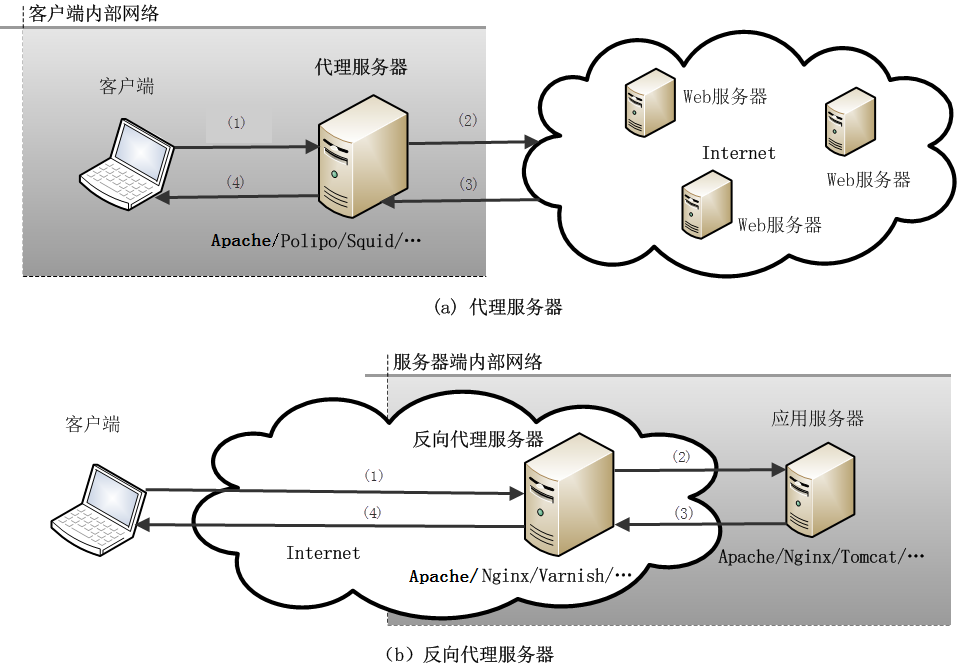 客户端内部网络
代理服务器
客户端
(1)
(2)
(4)
(3)
Apache/Polipo/Squid/…
Web服务器
Internet
Web服务器
Web服务器
(a) 代理服务器
服务器端内部网络
客户端
反向代理服务器
应用服务器
(1)
(2)
(4)
(3)
Internet
Apache/Nginx/Varnish/…
Apache/Nginx/Tomcat/…
(b) 反向代理服务器